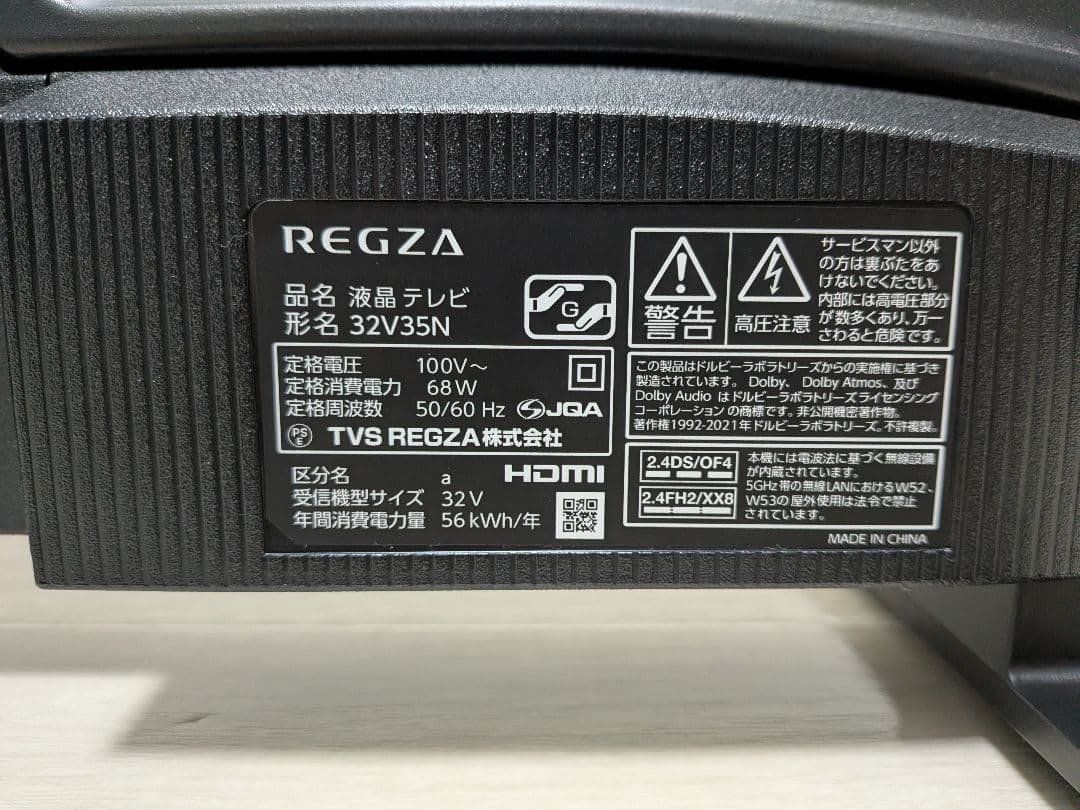 REGZA
品名 液晶テレビ
形名 32V35N
G
定格電圧 100V～
定格消費電力 68W
定格周波数 50/60 Hz JQA
PS
E
TVS REGZA株式会社
区分名 a HDMI
受信機型サイズ 32V
年間消費電力量 56kWh/年
警告
高圧注意
サービスマン以外
の方は裏ぶたをあ
けないでください。
内部には高電圧部分
が数多くあり、万一
さわると危険です。
この製品はドルビーラボラトリーズからの実施権に基づき
製造されています。 Dolby、 Dolby Atmos、及び
Dolby Audio はドルビーラボラトリーズライセンシング
コーポレーションの商標です。非公開機密著作物。
著作権1992-2021年ドルビーラボラトリーズ。不許複製。
2.4DS/OF4
2.4FH2/XX8
本機には電波法に基づく無線設備
が内蔵されています。
5GHz帯の無線LANにおけるW52、
W53の屋外使用は法令で禁止
されています。
MADE IN CHINA